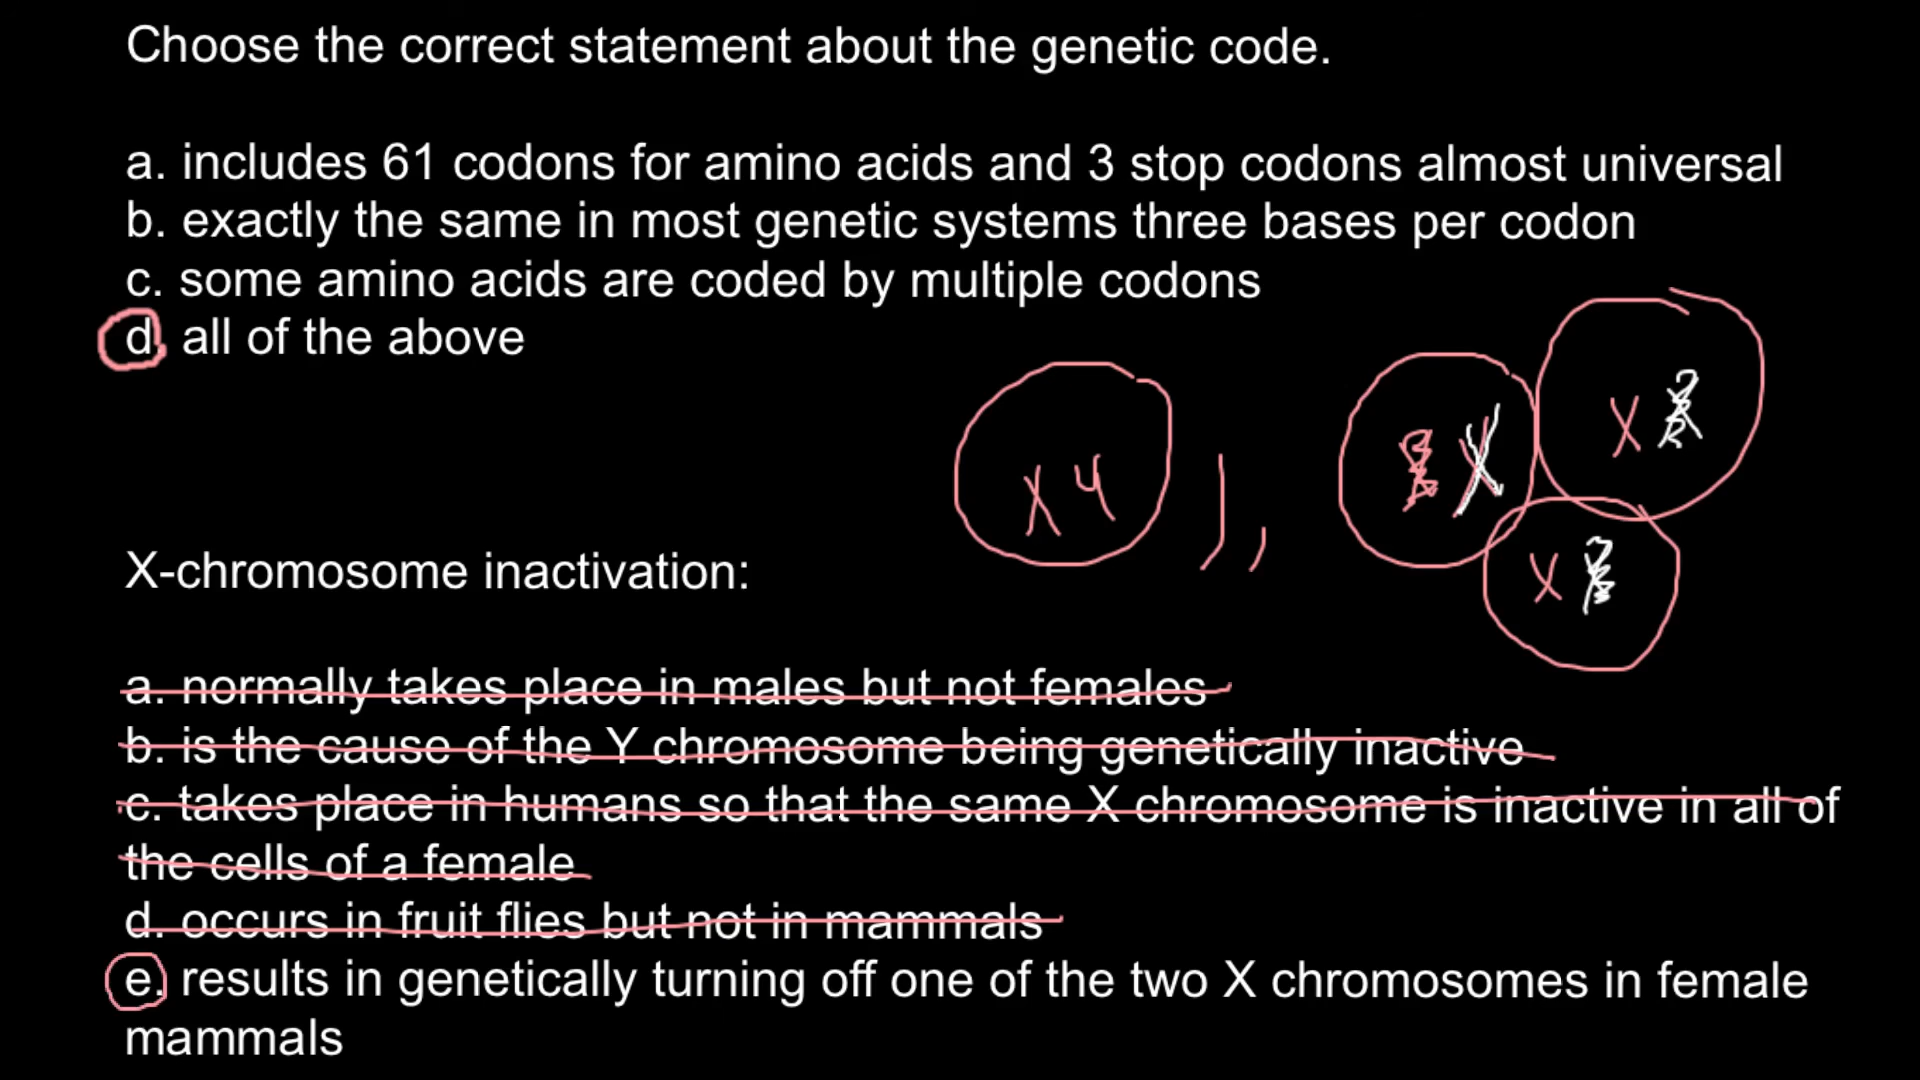 Choose the correct statement about the genetic code.
a. includes 61 codons for amino acids and 3 stop codons almost universal
b. exactly the same in most genetic systems three bases per codon
c. some amino acids are coded by multiple codons
d. all of the above
X Y
X
X
X
X-chromosome inactivation:
a. normally takes place in males but not females
b. is the cause of the Y chromosome being genetically inactive
c. takes place in humans so that the same X chromosome is inactive in all of
the cells of a female
d. occurs in fruit flies but not in mammals
e. results in genetically turning off one of the two X chromosomes in female
mammals